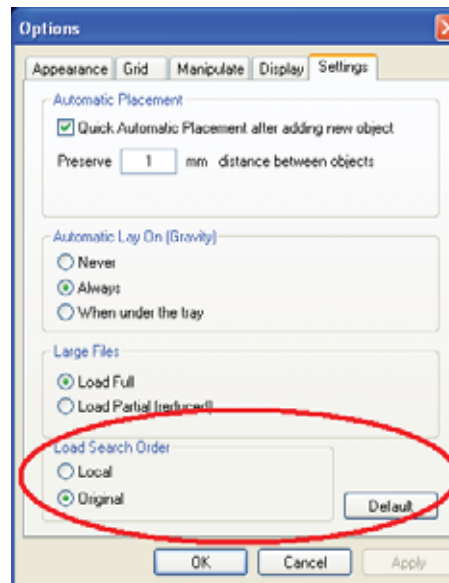 Options
Appearance Grid Manipulate Display Settings
Automatic Placement
Quick Automatic Placement after adding new object
Preserve 1 mm distance between objects
Automatic Lay On (Gravity)
Never
Always
When under the tray
Large Files
Load Full
Load Partial (reduced)
Load Search Order
Local
Original
Default
OK Cancel Apply